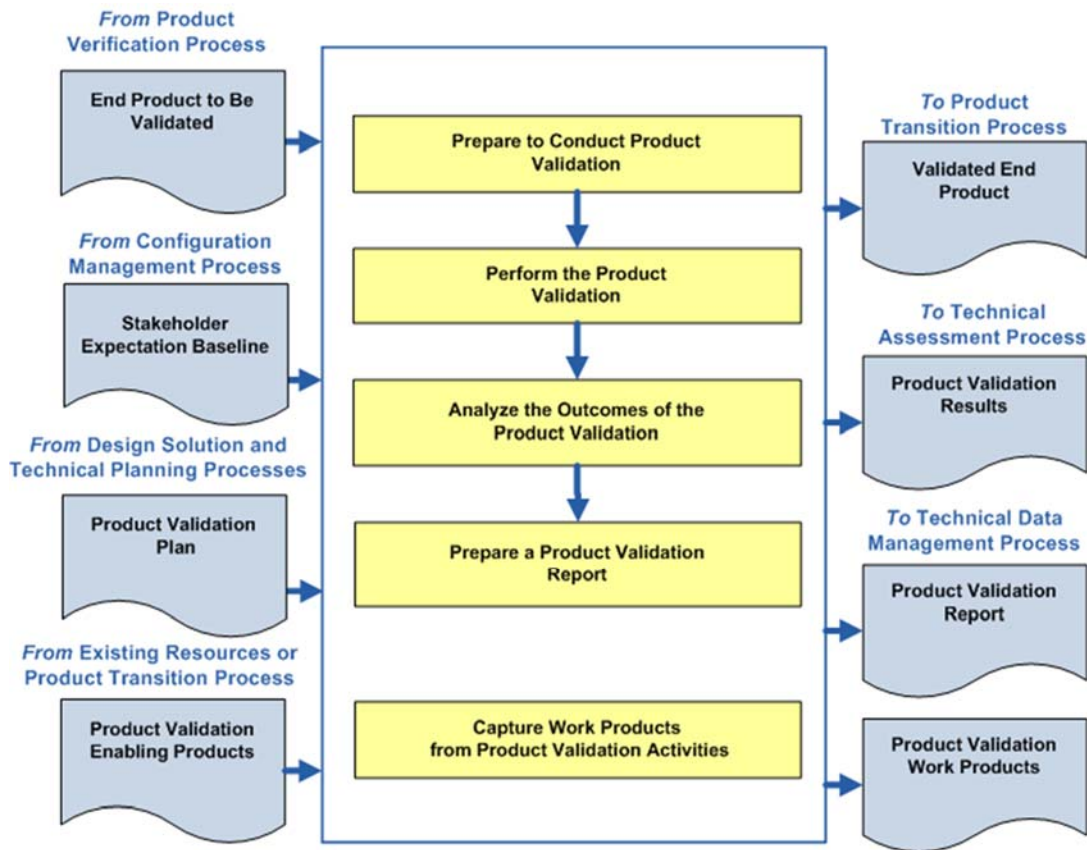 From Product
Verification Process
End Product to Be
Validated
From Configuration
Management Process
Stakeholder
Expectation Baseline
From Design Solution and
Technical Planning Processes
Product Validation
Plan
From Existing Resources or
Product Transition Process
Product Validation
Enabling Products
Prepare to Conduct Product
Validation
Perform the Product
Validation
Analyze the Outcomes of the
Product Validation
Prepare a Product Validation
Report
Capture Work Products
from Product Validation Activities
To Product
Transition Process
Validated End
Product
To Technical
Assessment Process
Product Validation
Results
To Technical Data
Management Process
Product Validation
Report
Product Validation
Work Products